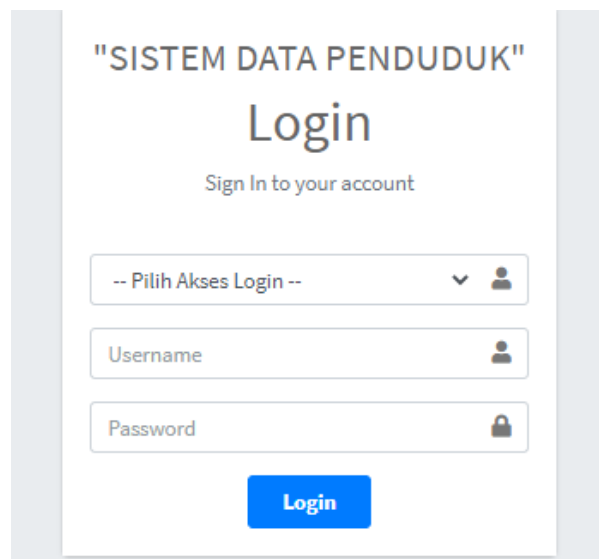 "SISTEM DATA PENDUDUK"
Login
Sign In to your account
-- Pilih Akses Login --
Username
Password
Login